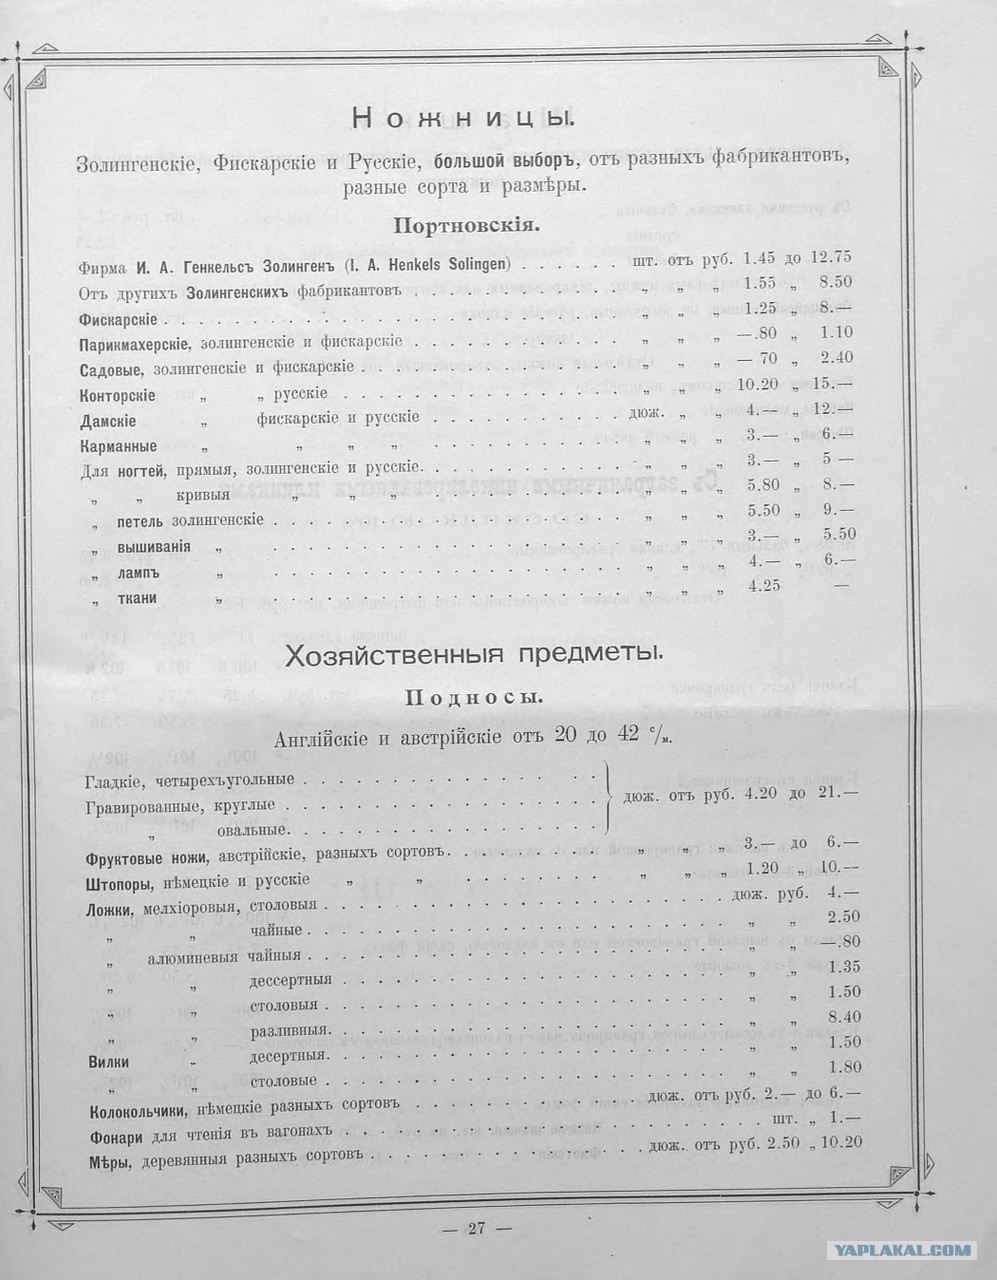 Ножницы.
Золингенскіе, Фискарскіе и Русскіе, большой выборъ, отъ разныхъ фабрикантовъ,
разные сорта и размѣры.
Портновскія.
Фирма И. А. Генкельсъ Золингенъ (I. A. Henkels Solingen) . . . . . . шт. отъ руб. 1.45 до 12.75
Отъ другихъ Золингенскихъ фабрикантовъ . . . . . . „ „ „ 1.55 „ 8.50
Фискарскіе . . . . . . „ „ „ 1.25 „ 8.—
Парикмахерскіе, золингенскіе и фискарскіе . . . . . . „ „ „ —.80 „ 1.10
Садовые, золингенскіе и фискарскіе . . . . . . „ „ „ — 70 „ 2.40
Конторскіе „ „ русскіе . . . . . . „ „ „ 10.20 „ 15.—
Дамскіе „ фискарскіе и русскіе . . . . . . дюж. „ „ 4.— „ 12.—
Карманные „ „ „ „ . . . . . . „ „ „ 3.— „ 6.—
Для ногтей, прямыя, золингенскіе и русскіе. . . . . . „ „ „ 3.— „ 5 —
„ „ кривыя „ „ „ . . . . . . „ „ „ 5.80 „ 8.—
„ петель золингенскіе . . . . . . „ „ „ 5.50 „ 9.—
„ вышиванія „ . . . . . . „ „ „ 3.— „ 5.50
„ лампъ „ . . . . . . „ „ „ 4.— „ 6.—
„ ткани „ . . . . . . „ „ „ 4.25 —
Хозяйственныя предметы.
Подносы.
Англійскіе и австрійскіе отъ 20 до 42 с/м.
Гладкіе, четырехъугольные . . . . . .
Гравированные, круглые . . . . . . дюж. отъ руб. 4.20 до 21.—
„ овальные. . . . . .
Фруктовые ножи, австрійскіе, разныхъ сортовъ. . . . . . „ „ „ 3.— до 6.—
Штопоры, нѣмецкіе и русскіе „ „ . . . . . . „ „ „ 1.20 „ 10.—
Ложки, мелхіоровыя, столовыя . . . . . . дюж. руб. 4.—
„ „ чайные . . . . . . „ „ 2.50
„ алюминевыя чайныя . . . . . . „ „ —.80
„ „ дессертныя . . . . . . „ „ 1.35
„ „ столовыя . . . . . . „ „ 1.50
„ „ разливныя. . . . . . „ „ 8.40
Вилки „ десертныя. . . . . . „ „ 1.50
„ „ столовые . . . . . . „ „ 1.80
Колокольчики, нѣмецкіе разныхъ сортовъ . . . . . . дюж. отъ руб. 2.— до 6.—
Фонари для чтенія въ вагонахъ . . . . . . шт. „ 1.—
Мѣры, деревянныя разныхъ сортовъ . . . . . . дюж. отъ руб. 2.50 „ 10.20
— 27 —
YAPLAKAL.COM